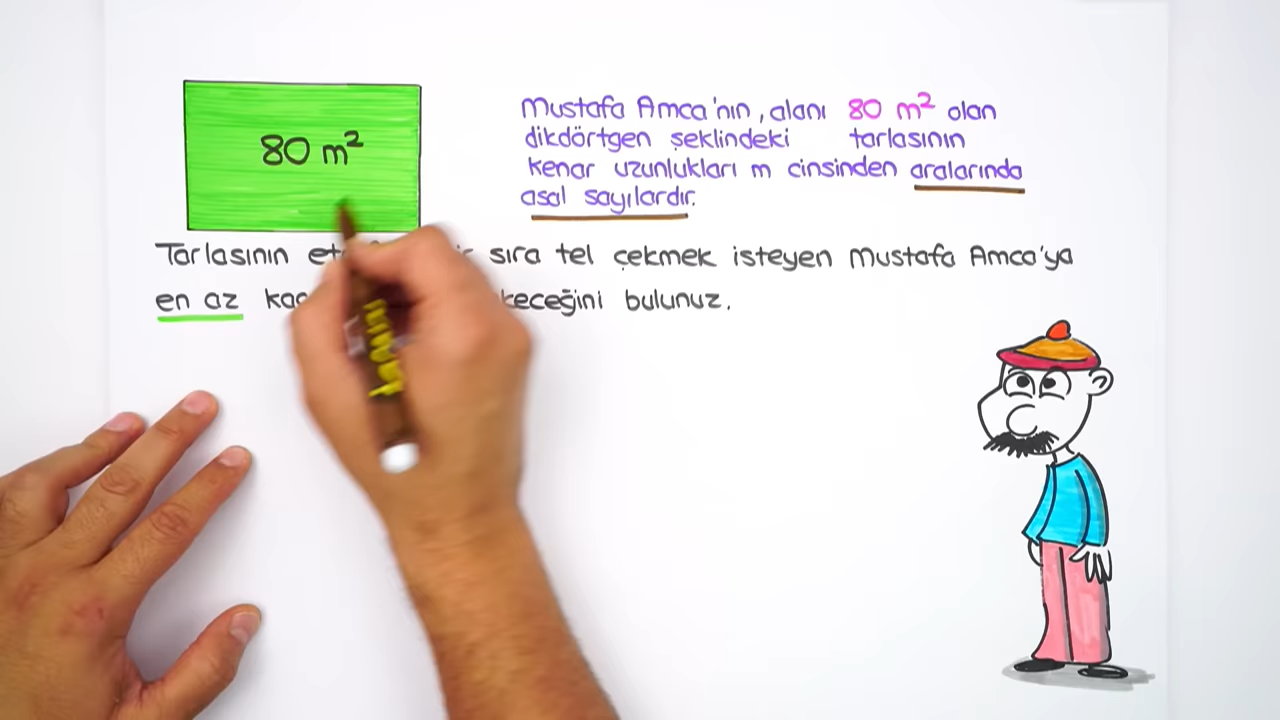 80 m²
Mustafa Amca'nın, alanı 80 m² olan
dikdörtgen şeklindeki tarlasının
kenar uzunlukları m cinsinden aralarında
asal sayılardır.
Tarlasının sıra tel çekmek isteyen Mustafa Amca'ya
en az bulunuz.